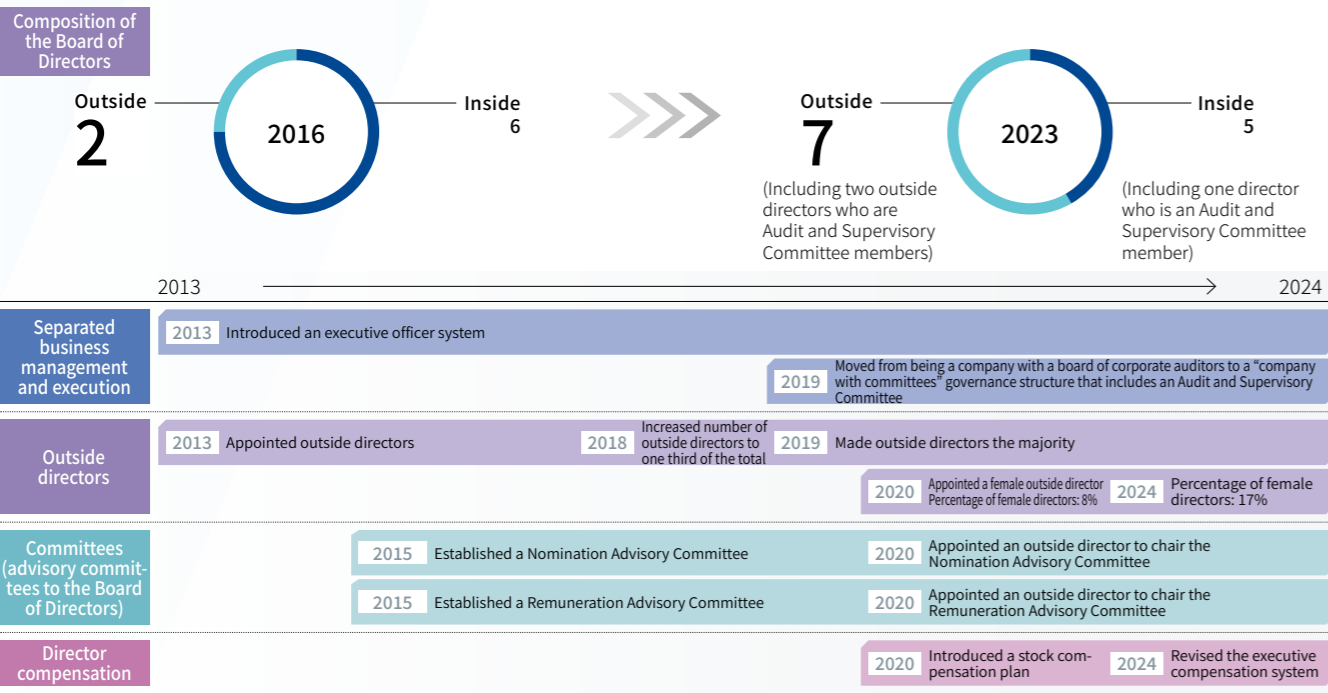 Composition of
the Board of
Directors
Outside
2
2016
Inside
6
Outside
7
(Including two outside
directors who are
Audit and Supervisory
Committee members)
2023
Inside
5
(Including one director
who is an Audit and
Supervisory Committee
member)
2013
2024
Separated
business
management
and execution
2013 Introduced an executive officer system
2019
Moved from being a company with a board of corporate auditors to a “company
with committees” governance structure that includes an Audit and Supervisory
Committee
Outside
directors
2013 Appointed outside directors
2018
Increased number of
outside directors to
one third of the total
2019 Made outside directors the majority
2020
Appointed a female outside director
Percentage of female directors: 8%
2024
Percentage of female
directors: 17%
Committees
(advisory commit-
tees to the Board
of Directors)
2015 Established a Nomination Advisory Committee
2020
Appointed an outside director to chair the
Nomination Advisory Committee
2015 Established a Remuneration Advisory Committee
2020
Appointed an outside director to chair the
Remuneration Advisory Committee
Director
compensation
2020
Introduced a stock com-
pensation plan
2024
Revised the executive
compensation system